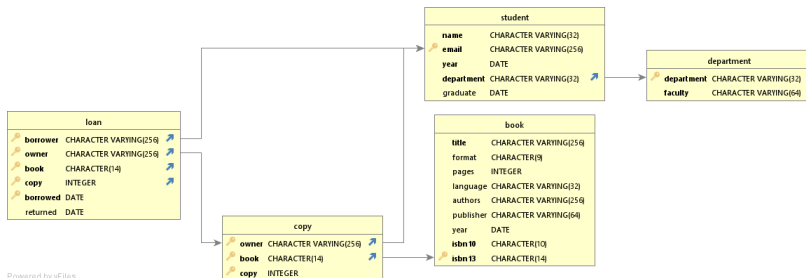 student
name CHARACTER VARYING(32)
email CHARACTER VARYING(256)
year DATE
department CHARACTER VARYING(32)
graduate DATE
department
department CHARACTER VARYING(32)
faculty CHARACTER VARYING(64)
loan
borrower CHARACTER VARYING(256)
owner CHARACTER VARYING(256)
book CHARACTER(14)
copy INTEGER
borrowed DATE
returned DATE
book
title CHARACTER VARYING(256)
format CHARACTER(9)
pages INTEGER
language CHARACTER VARYING(32)
authors CHARACTER VARYING(256)
publisher CHARACTER VARYING(64)
year DATE
isbn10 CHARACTER(10)
isbn13 CHARACTER(14)
copy
owner CHARACTER VARYING(256)
book CHARACTER(14)
copy INTEGER
Powered by yFiles